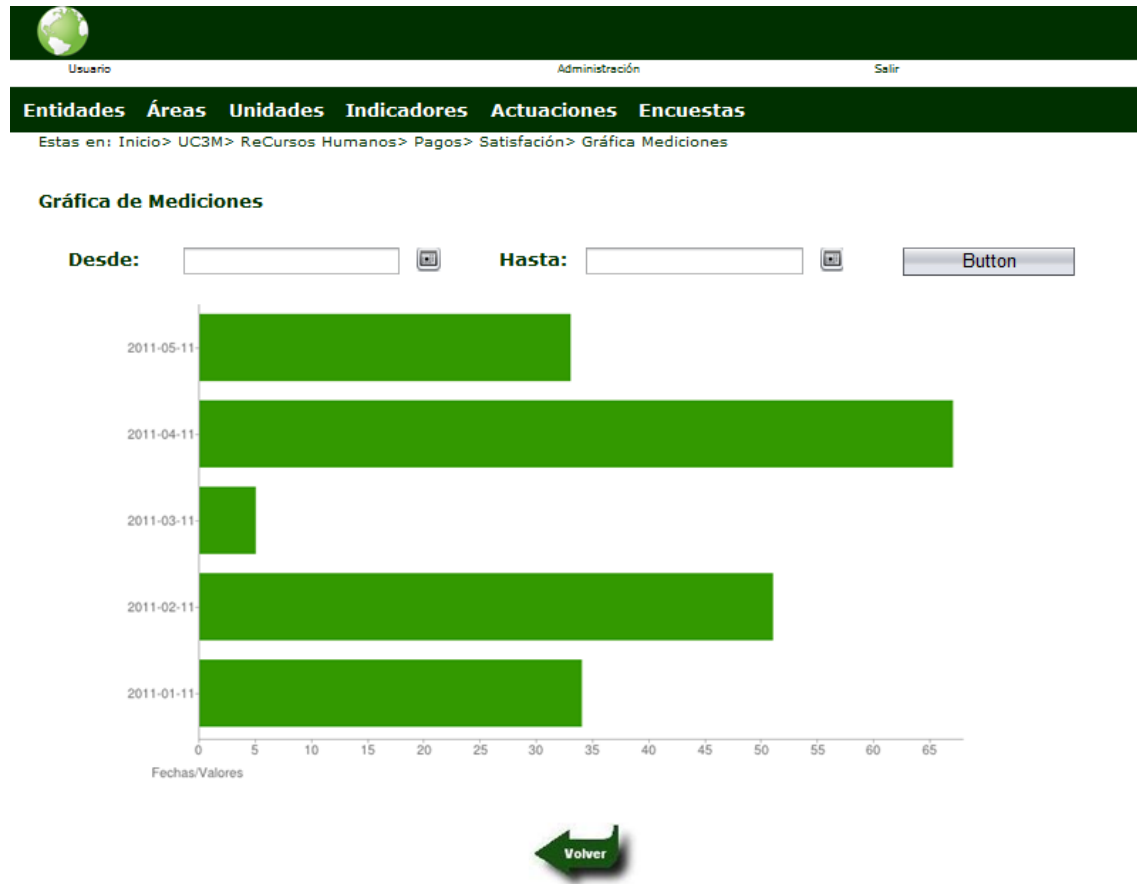 Usuario Administración Salir
Entidades Áreas Unidades Indicadores Actuaciones Encuestas
Estas en: Inicio> UC3M> ReCursos Humanos> Pagos> Satisfación> Gráfica Mediciones
Gráfica de Mediciones
Desde: Hasta: Button
2011-05-11
2011-04-11
2011-03-11
2011-02-11
2011-01-11
0 5 10 15 20 25 30 35 40 45 50 55 60 65
Fechas/Valores
Volver